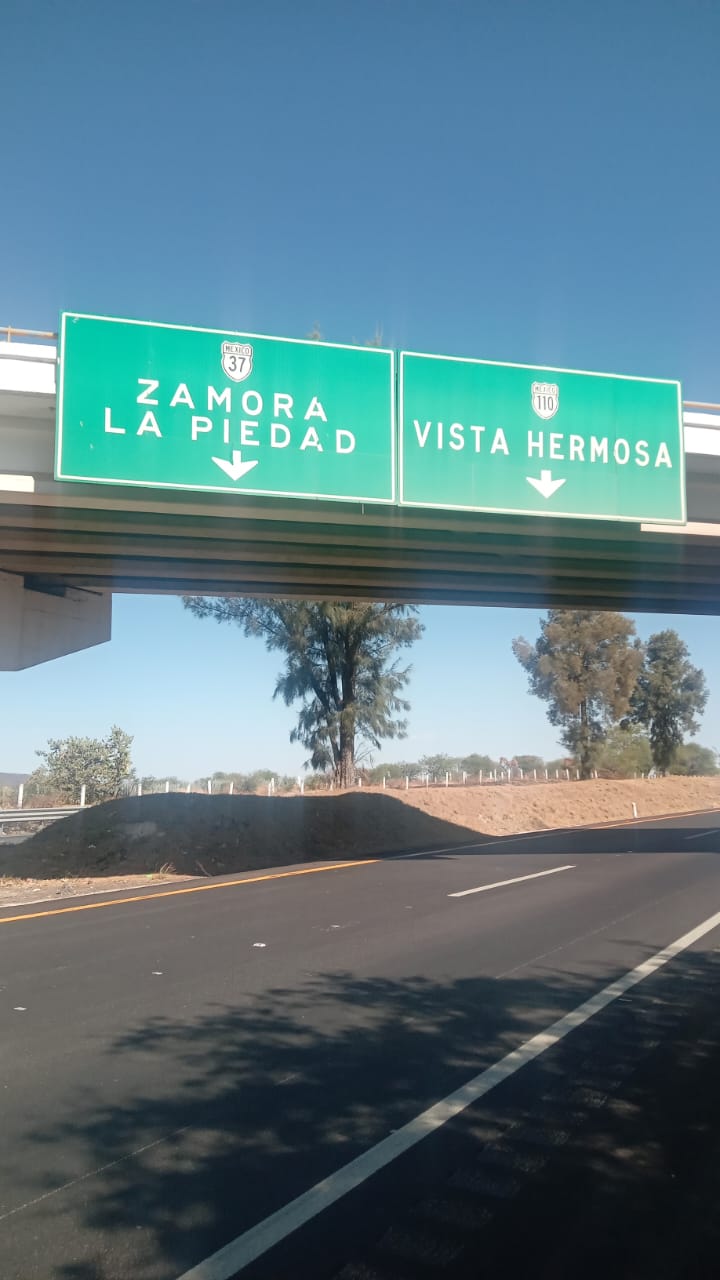 MEXICO
37
ZAMORA
LA PIEDAD
MEXICO
110
VISTA HERMOSA